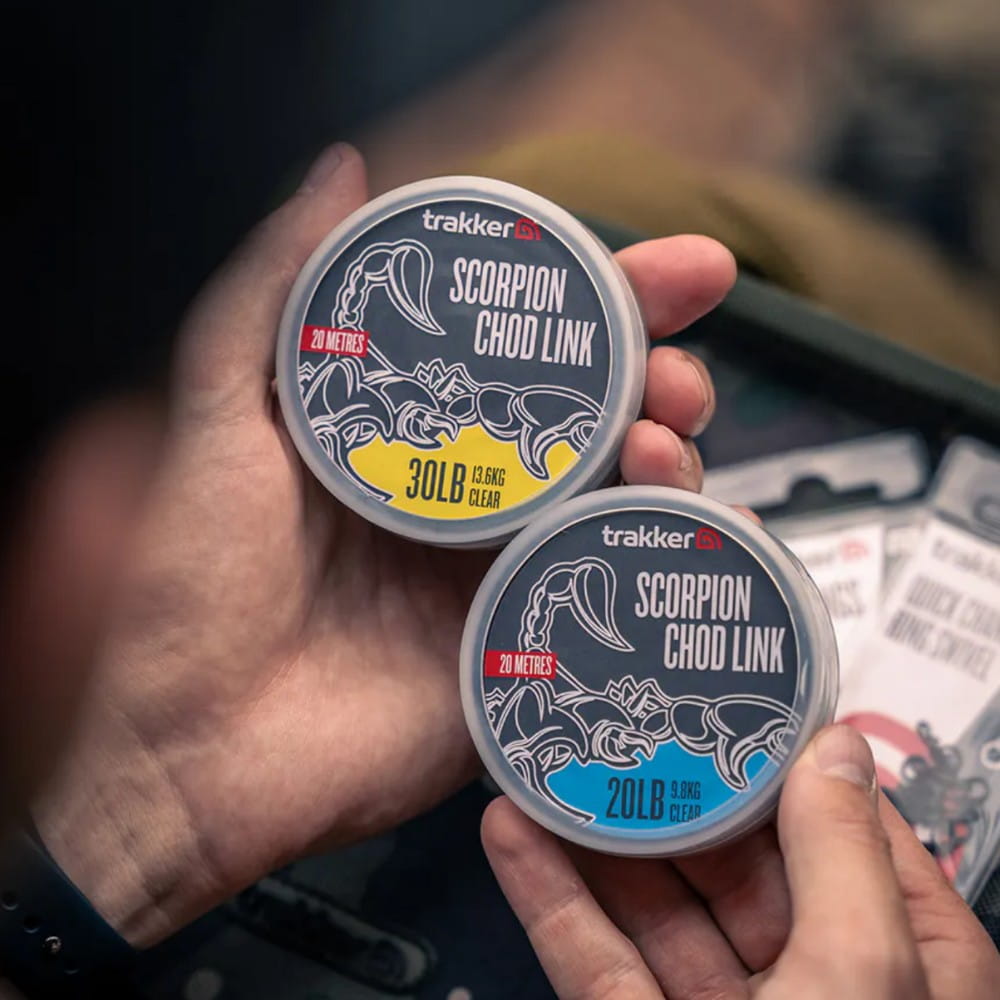 trakker
SCORPION
CHOD LINK
20 METRES
30LB
13.6KG
CLEAR
trakker
SCORPION
CHOD LINK
20 METRES
20LB
9.8KG
CLEAR